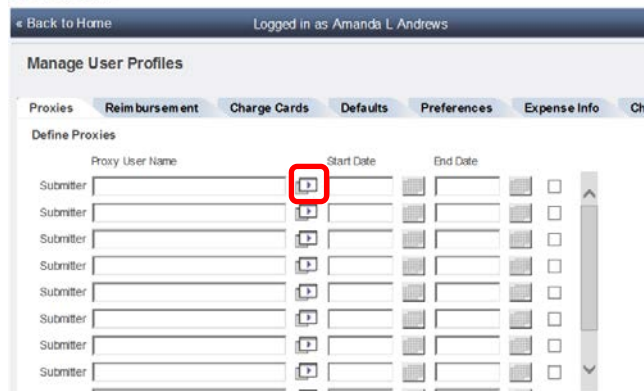 « Back to Home Logged in as Amanda L Andrews
Manage User Profiles
Proxies Reimbursement Charge Cards Defaults Preferences Expense Info Ch
Define Proxies
Proxy User Name Start Date End Date
Submitter
Submitter
Submitter
Submitter
Submitter
Submitter
Submitter
Submitter